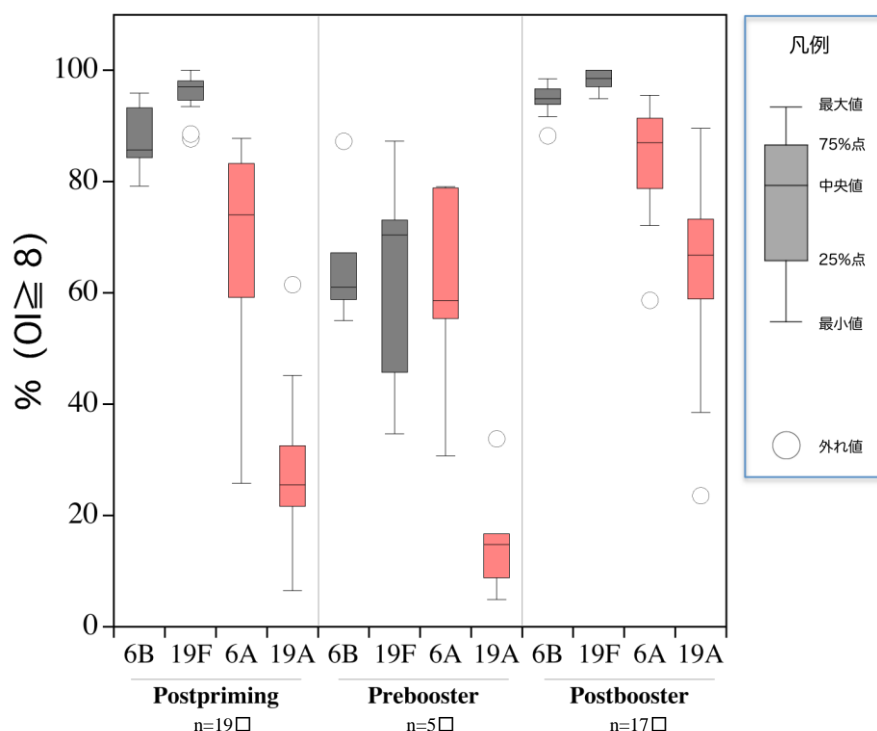 % (OI≧ 8)
100
80
60
40
20
0
6B 19F 6A 19A 6B 19F 6A 19A 6B 19F 6A 19A
Postpriming Prebooster Postbooster
n=19□ n=5□ n=17□
凡例
最大値
75%点
中央値
25%点
最小値
外れ値